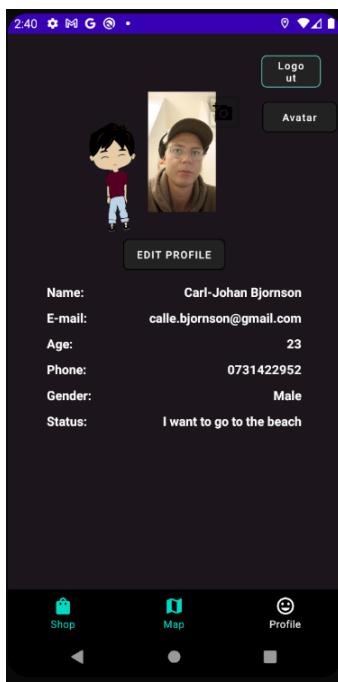 2:40
Logo
ut
Avatar
EDIT PROFILE
Name: Carl-Johan Bjornson
E-mail: calle.bjornson@gmail.com
Age: 23
Phone: 0731422952
Gender: Male
Status: I want to go to the beach
Shop Map Profile